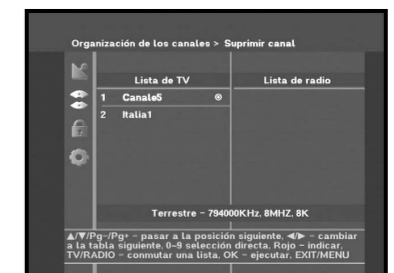 Organización de los canales > Suprimir canal
Lista de TV Lista de radio
1 Canale5
2 Italia1
Terrestre - 794000KHz, 8MHZ, 8K
▲/▼/Pg-/Pg+ - pasar a la posición siguiente, ◄/► - cambiar
a la tabla siguiente, 0-9 selección directa, Rojo - indicar,
TV/RADIO - conmutar una lista, OK - ejecutar, EXIT/MENU